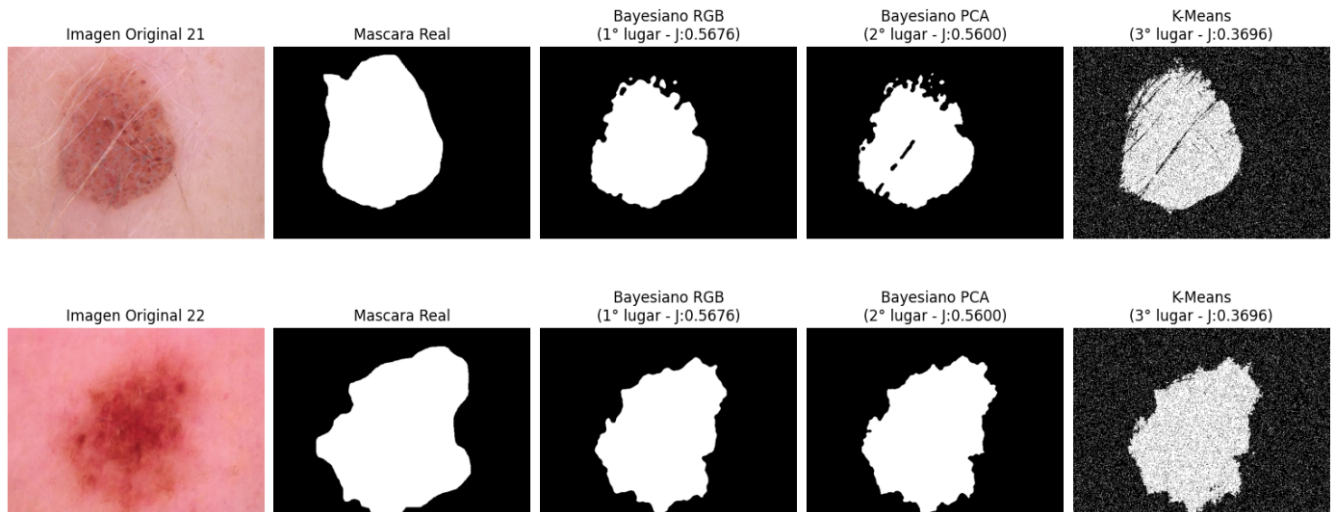 Imagen Original 21
Mascara Real
Bayesiano RGB
(1° lugar - J:0.5676)
Bayesiano PCA
(2° lugar - J:0.5600)
K-Means
(3° lugar - J:0.3696)
Imagen Original 22
Mascara Real
Bayesiano RGB
(1° lugar - J:0.5676)
Bayesiano PCA
(2° lugar - J:0.5600)
K-Means
(3° lugar - J:0.3696)